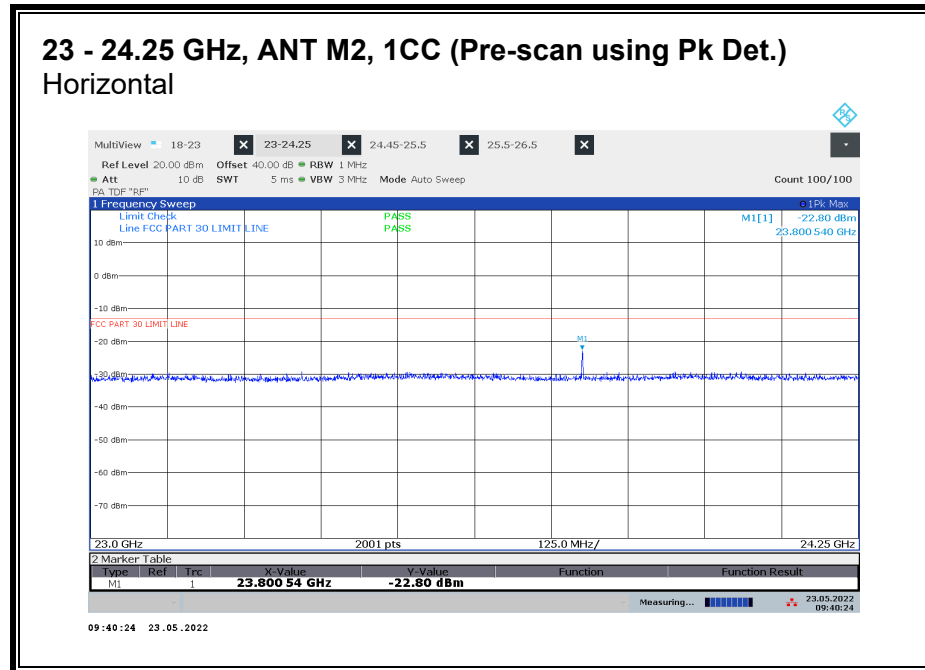 23 - 24.25 GHz, ANT M2, 1CC (Pre-scan using Pk Det.)
Horizontal
MultiView 18-23 23-24.25 24.45-25.5 25.5-26.5
Ref Level 20.00 dBm Offset 40.00 dB RBW 1 MHz
Att 10 dB SWT 5 ms VBW 3 MHz Mode Auto Sweep Count 100/100
PA TDF "RF"
1 Frequency Sweep 1Pk Max
Limit Check PASS M1[1] -22.80 dBm
Line FCC PART 30 LIMIT LINE PASS 23.800 540 GHz
10 dBm
0 dBm
-10 dBm
FCC PART 30 LIMIT LINE
-20 dBm
M1
-30 dBm
-40 dBm
-50 dBm
-60 dBm
-70 dBm
23.0 GHz 2001 pts 125.0 MHz/ 24.25 GHz
2 Marker Table
Type Ref Trc X-Value Y-Value Function Function Result
M1 1 23.800 54 GHz -22.80 dBm
Measuring... 23.05.2022
09:40:24
09:40:24 23.05.2022